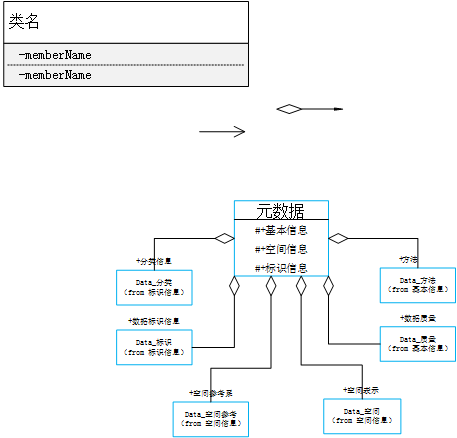 类名
-memberName
-memberName
元数据
#+基本信息
#+空间信息
#+标识信息
+分类信息
+方法
Data_分类
(from 标识信息)
Data_方法
(from 基本信息)
+数据标识信息
+数据质量
Data_标识
(from 标识信息)
Data_质量
(from 基本信息)
+空间参考系
+空间表示
Data_空间参考
(from 空间信息)
Data_空间
(from 空间信息)